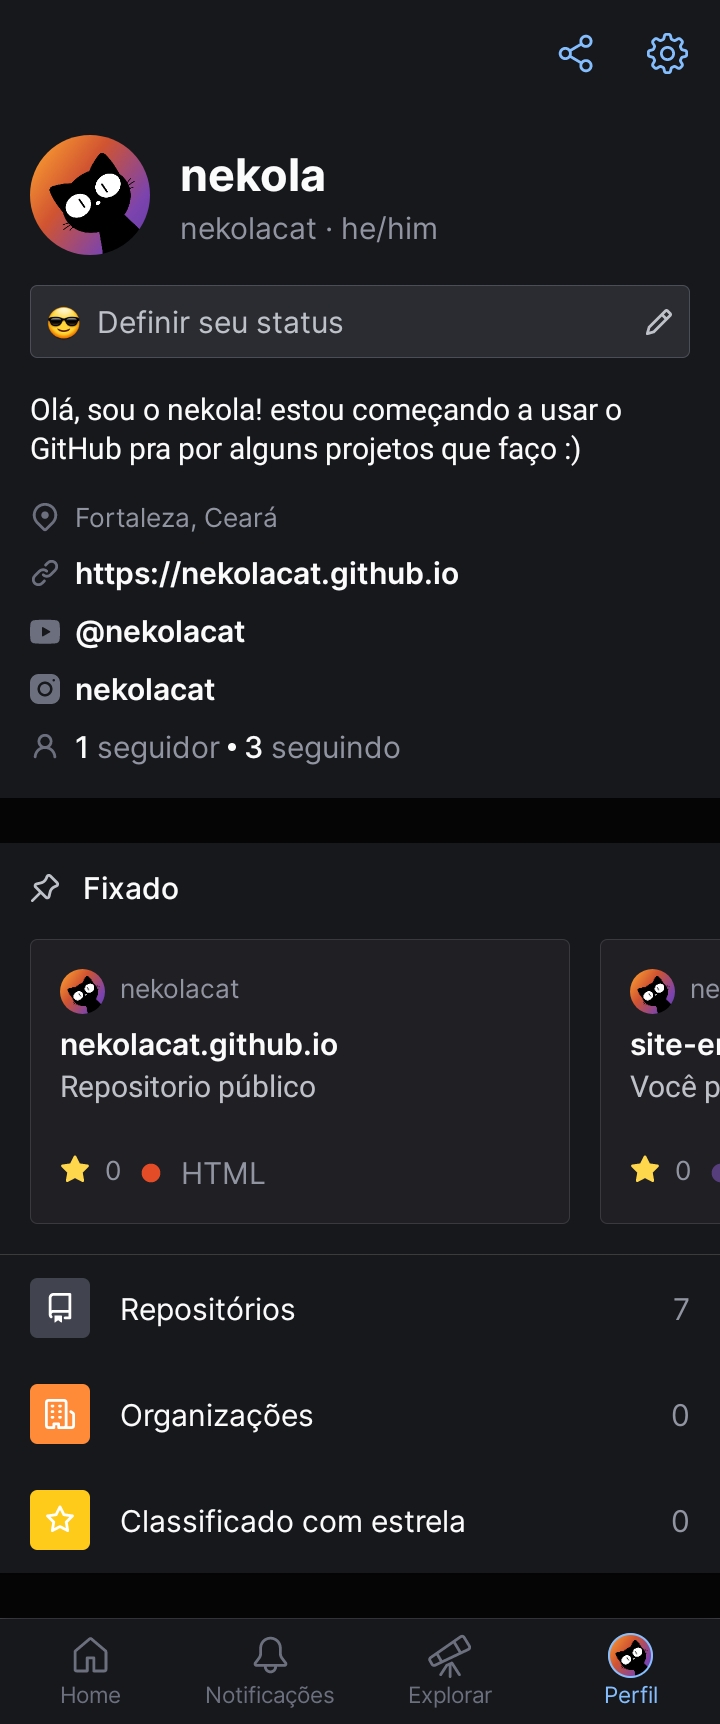 nekola
nekolacat · he/him
😎 Definir seu status
Olá, sou o nekola! estou começando a usar o
GitHub pra por alguns projetos que faço :)
Fortaleza, Ceará
https://nekolacat.github.io
@nekolacat
nekolacat
1 seguidor • 3 seguindo
Fixado
nekolacat
nekolacat.github.io
Repositorio público
0 HTML
ne
site-e
Você p
0
Repositórios 7
Organizações 0
Classificado com estrela 0
Home Notificações Explorar Perfil